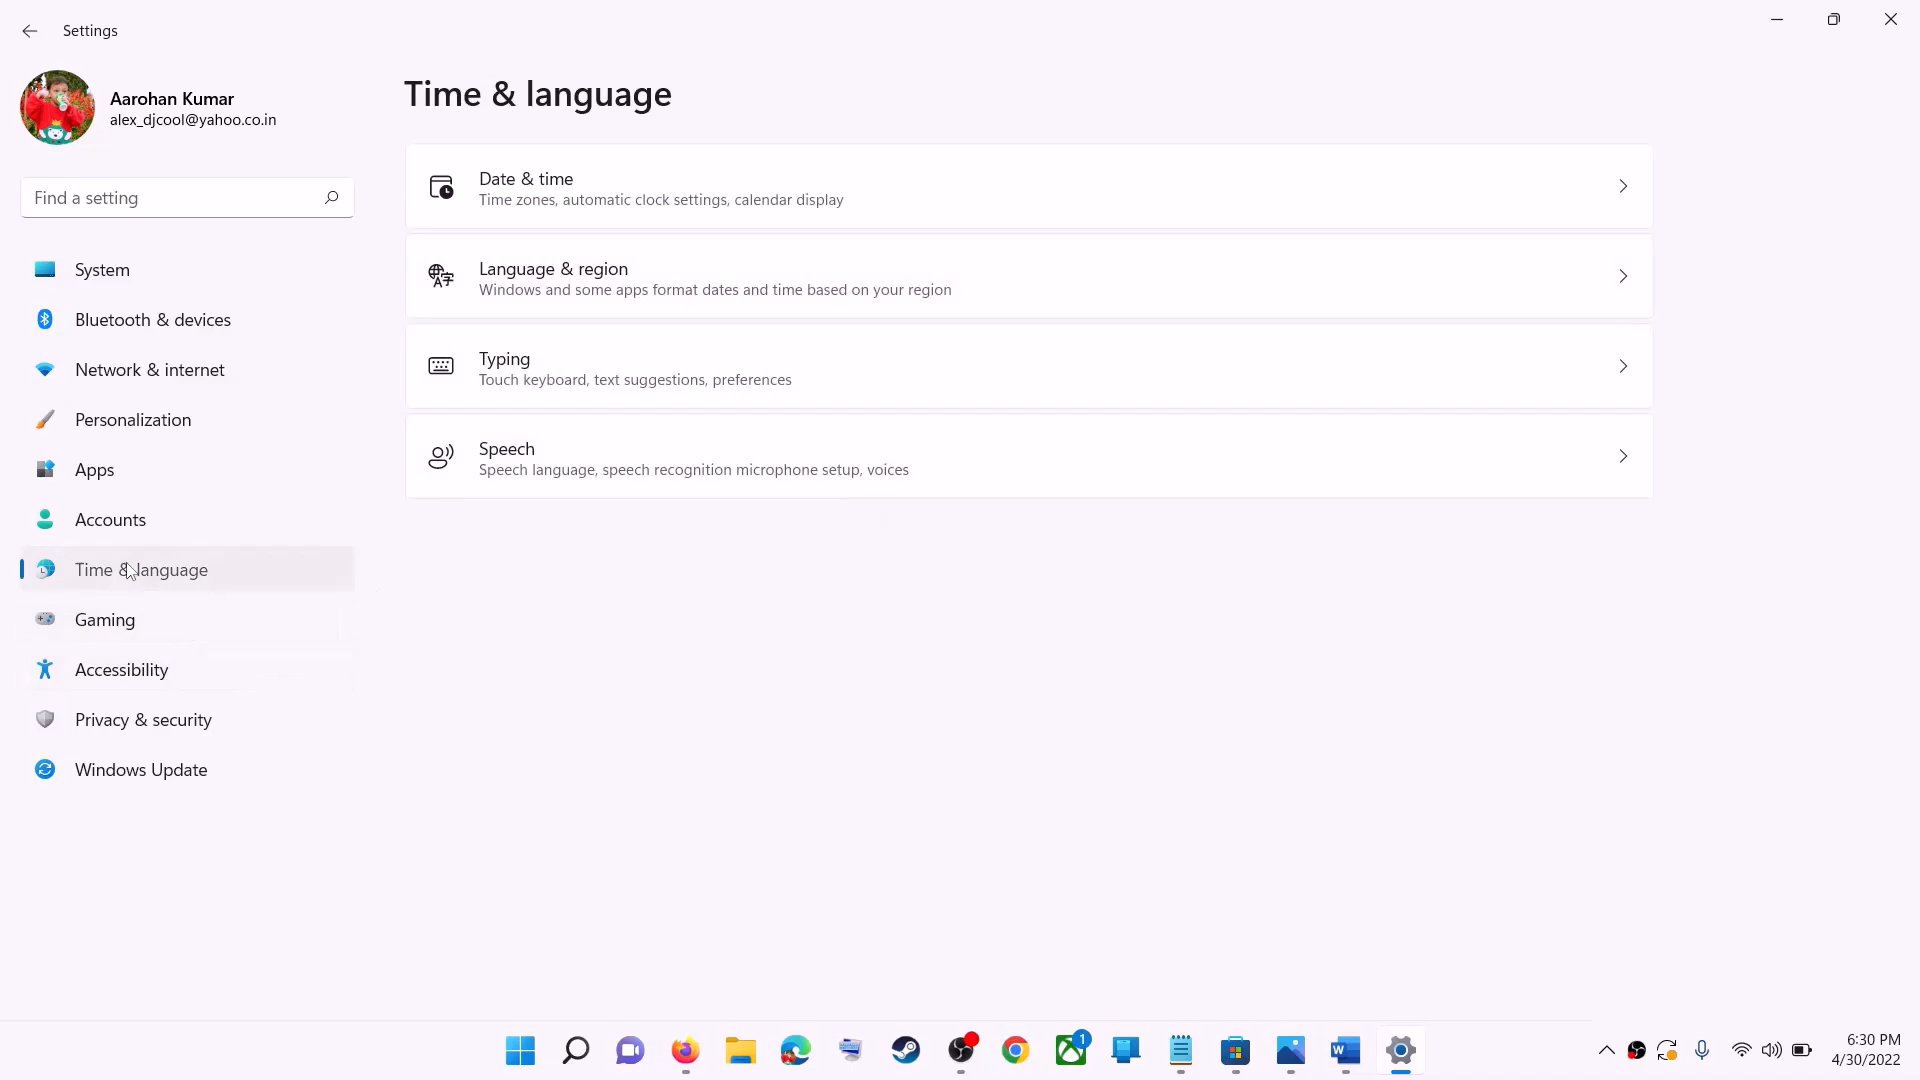 Settings
Aarohan Kumar
alex_djcool@yahoo.co.in
Find a setting
System
Bluetooth & devices
Network & internet
Personalization
Apps
Accounts
Time & language
Gaming
Accessibility
Privacy & security
Windows Update
Time & language
Date & time
Time zones, automatic clock settings, calendar display
Language & region
Windows and some apps format dates and time based on your region
Typing
Touch keyboard, text suggestions, preferences
Speech
Speech language, speech recognition microphone setup, voices
1
6:30 PM
4/30/2022